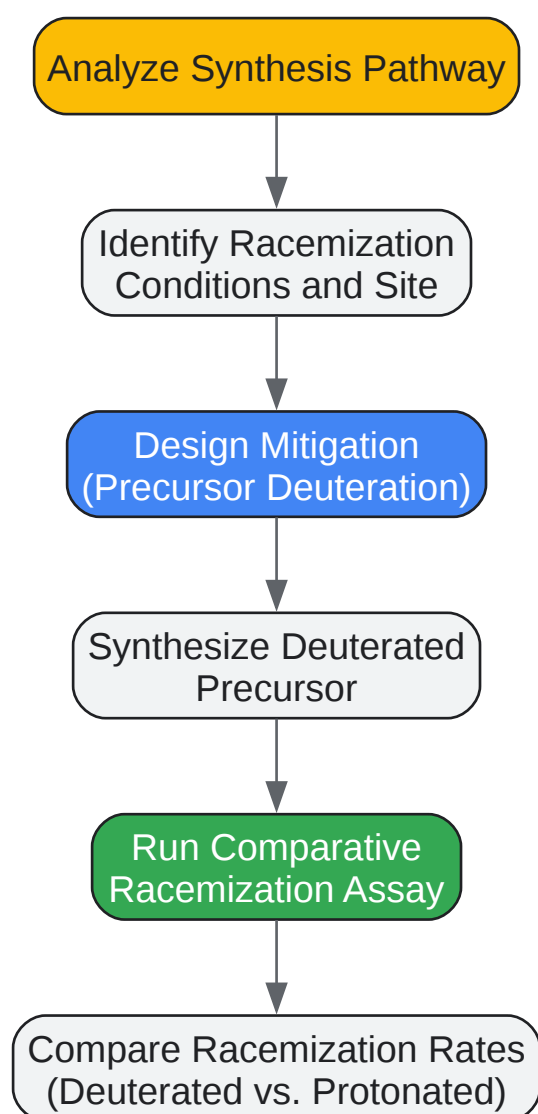 Analyze Synthesis Pathway
Identify Racemization
Conditions and Site
Design Mitigation
(Precursor Deuteration)
Synthesize Deuterated
Precursor
Run Comparative
Racemization Assay
Compare Racemization Rates
(Deuterated vs. Protonated)